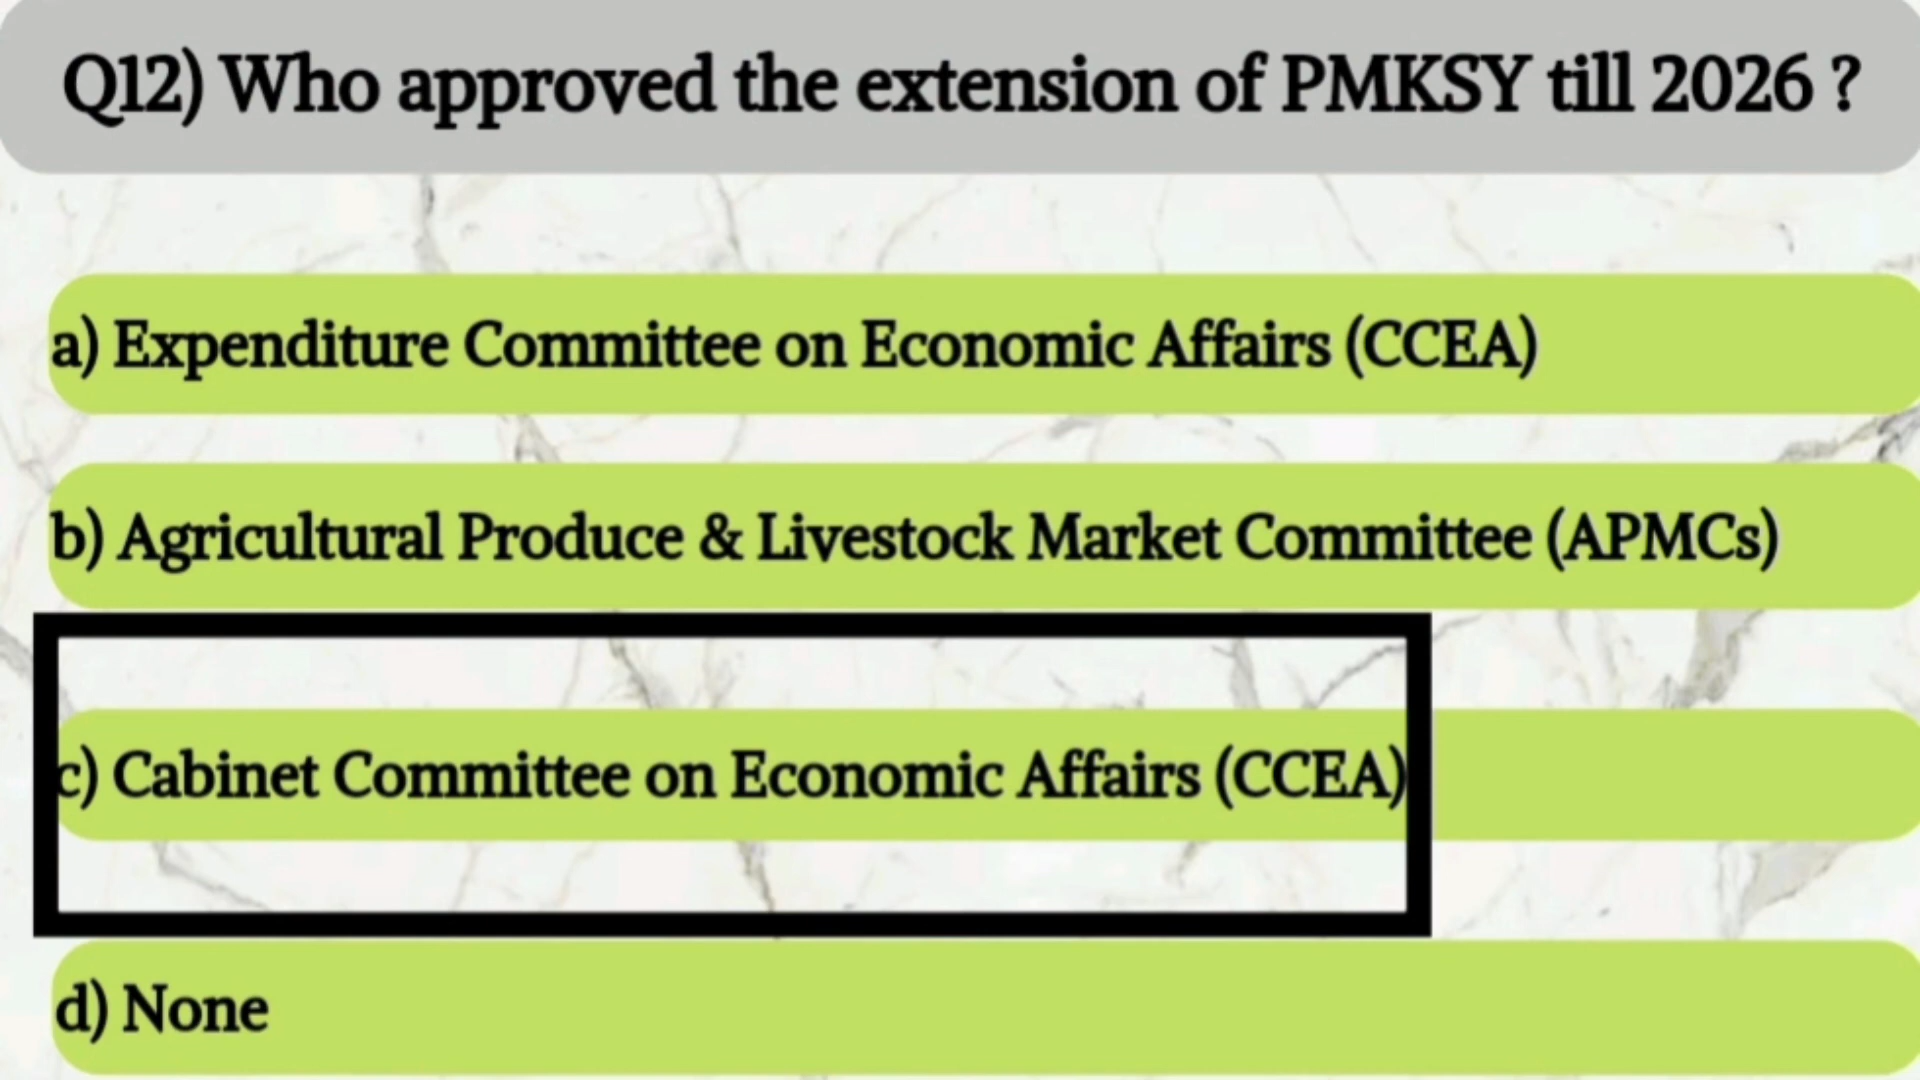 Q12) Who approved the extension of PMKSY till 2026 ?
a) Expenditure Committee on Economic Affairs (CCEA)
b) Agricultural Produce & Livestock Market Committee (APMCs)
c) Cabinet Committee on Economic Affairs (CCEA)
d) None